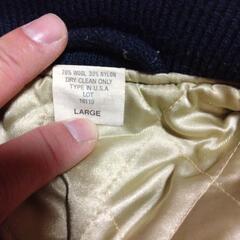 70% WOOL 30% NYLON
DRY CLEAN ONLY
TYPE IN U.S.A
LOT
LARGE